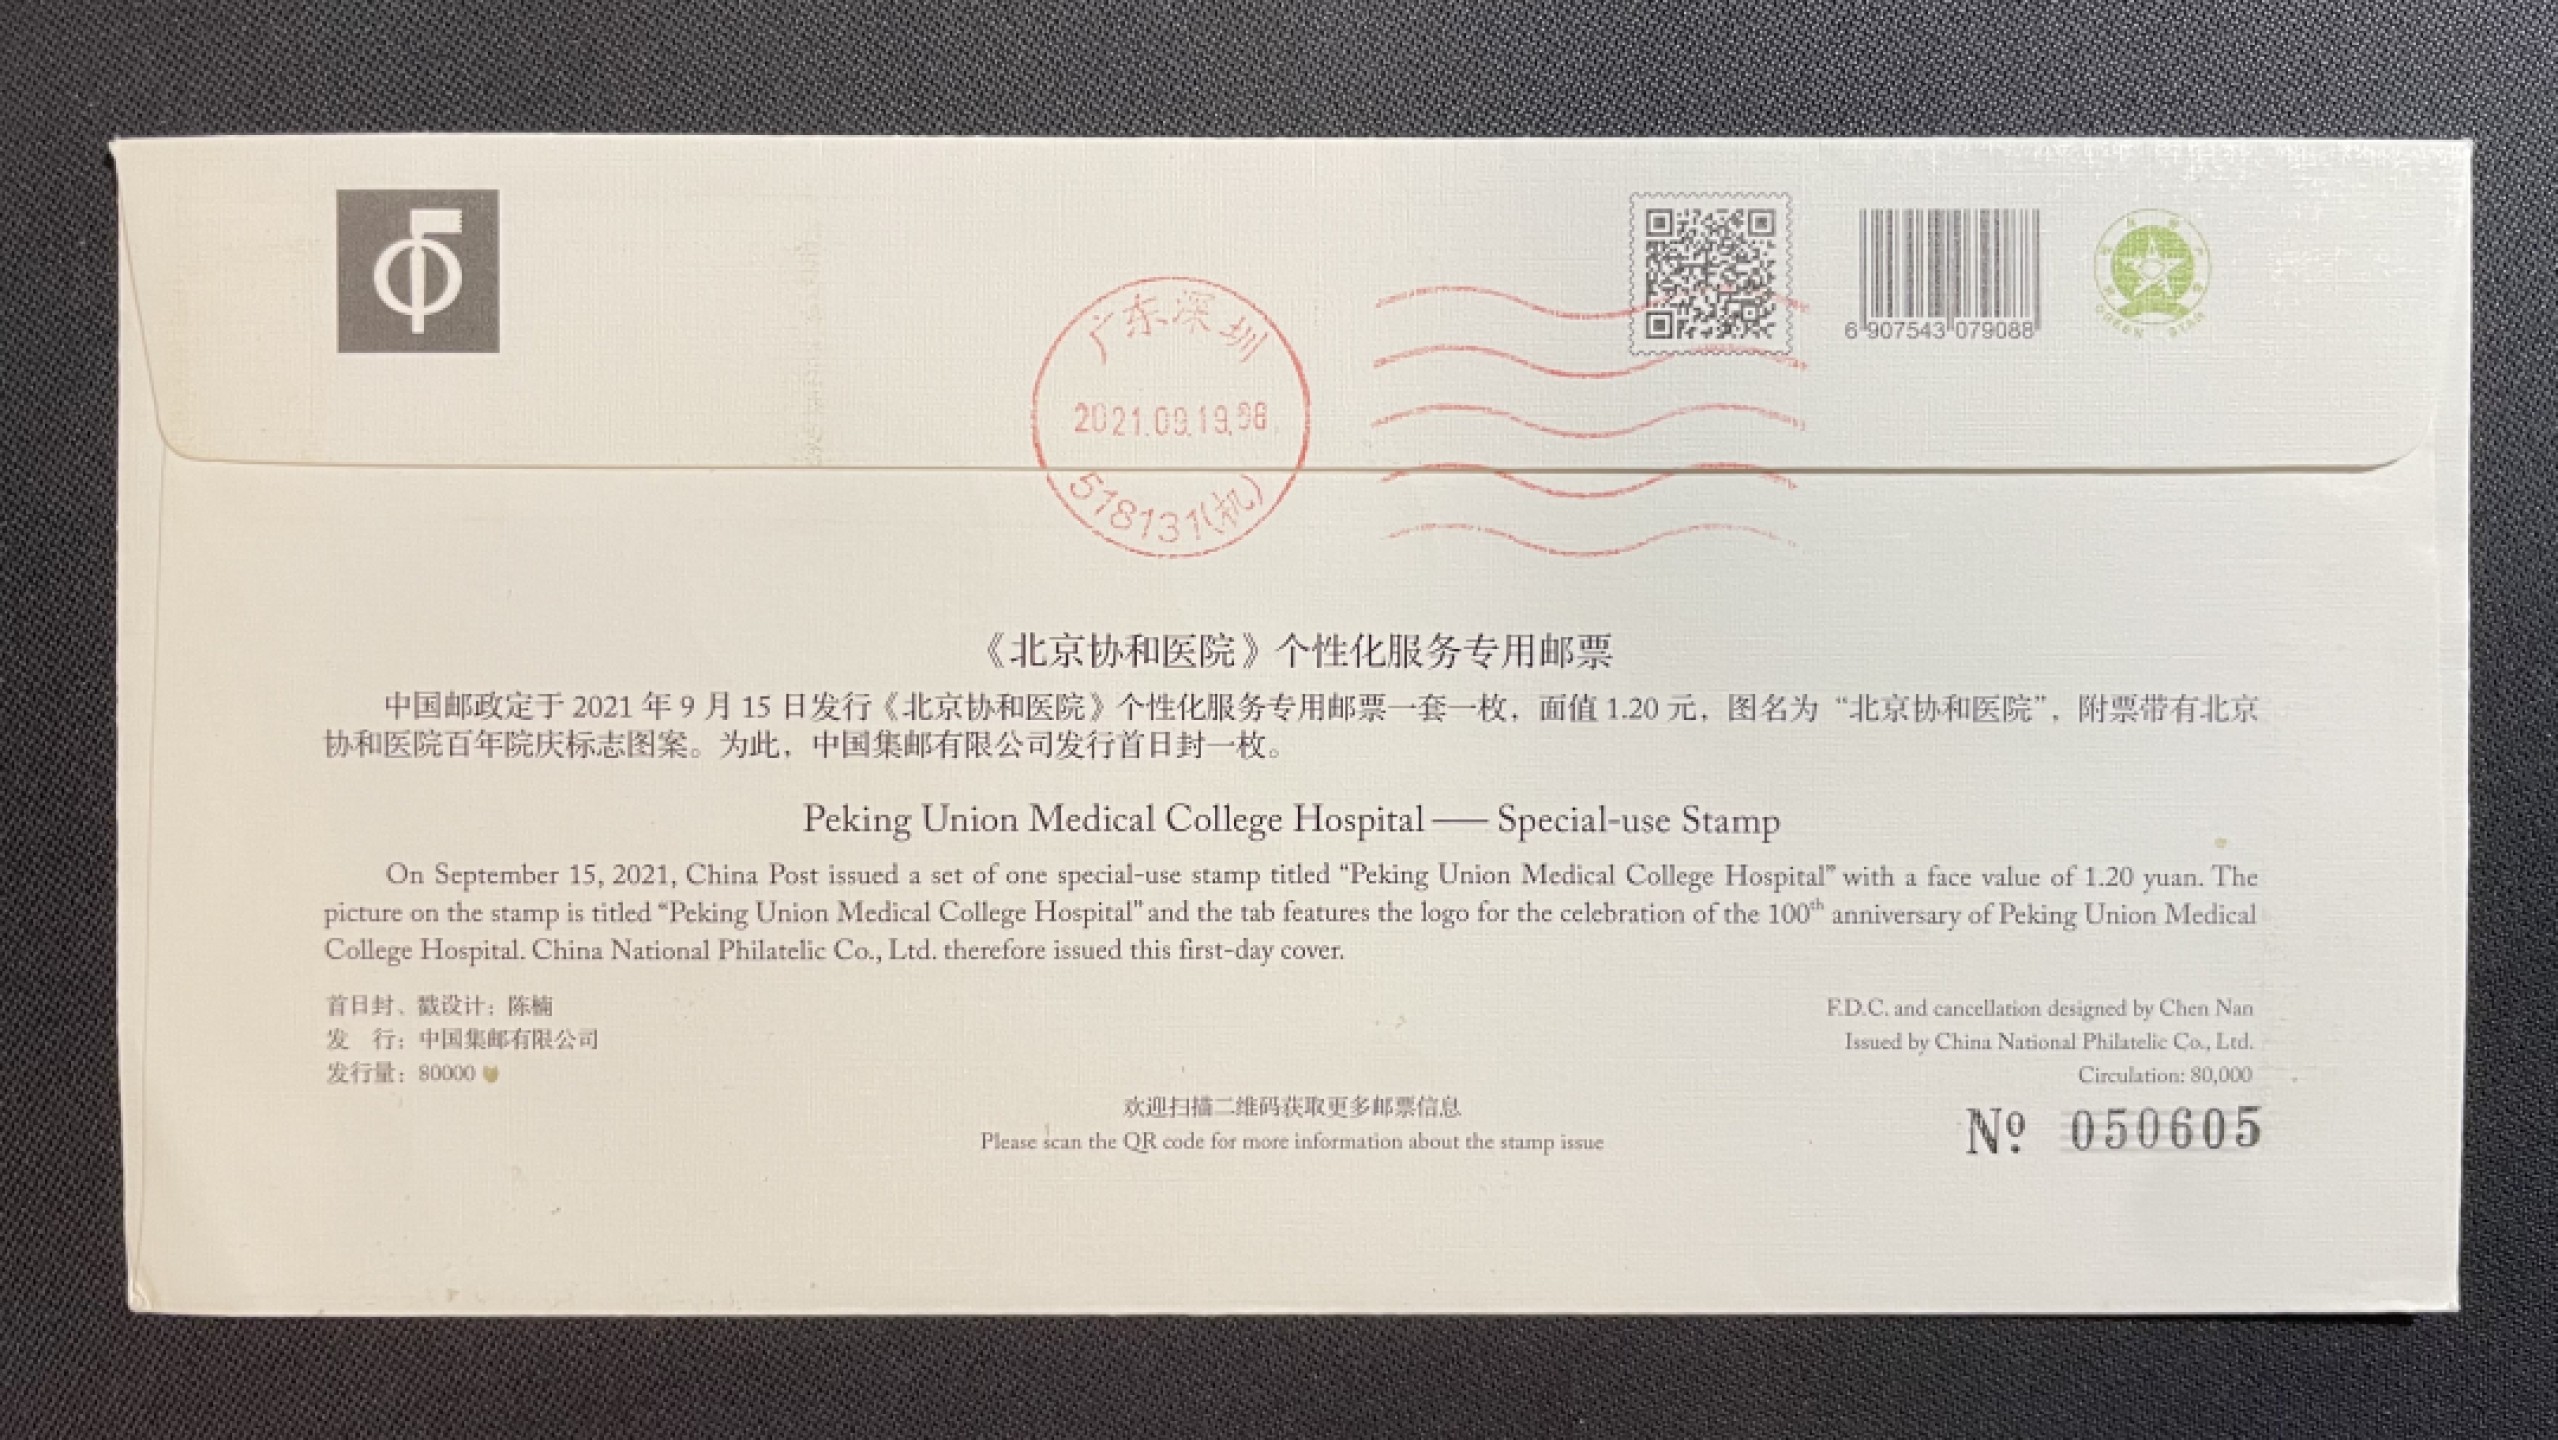 广东深圳
2021.09.19.
518131(机)
6 907543 079088
GREEN STAR
《北京协和医院》个性化服务专用邮票
中国邮政定于 2021 年 9 月 15 日发行《北京协和医院》个性化服务专用邮票一套一枚，面值 1.20 元，图名为“北京协和医院”，附票带有北京
协和医院百年院庆标志图案。为此，中国集邮有限公司发行首日封一枚。
Peking Union Medical College Hospital — Special-use Stamp
On September 15, 2021, China Post issued a set of one special-use stamp titled “Peking Union Medical College Hospital” with a face value of 1.20 yuan. The
picture on the stamp is titled “Peking Union Medical College Hospital” and the tab features the logo for the celebration of the 100th anniversary of Peking Union Medical
College Hospital. China National Philatelic Co., Ltd. therefore issued this first-day cover.
首日封、戳设计：陈楠
发 行：中国集邮有限公司
发行量：80000
F.D.C. and cancellation designed by Chen Nan
Issued by China National Philatelic Co., Ltd.
Circulation: 80,000
欢迎扫描二维码获取更多邮票信息
Please scan the QR code for more information about the stamp issue
Nº 050605